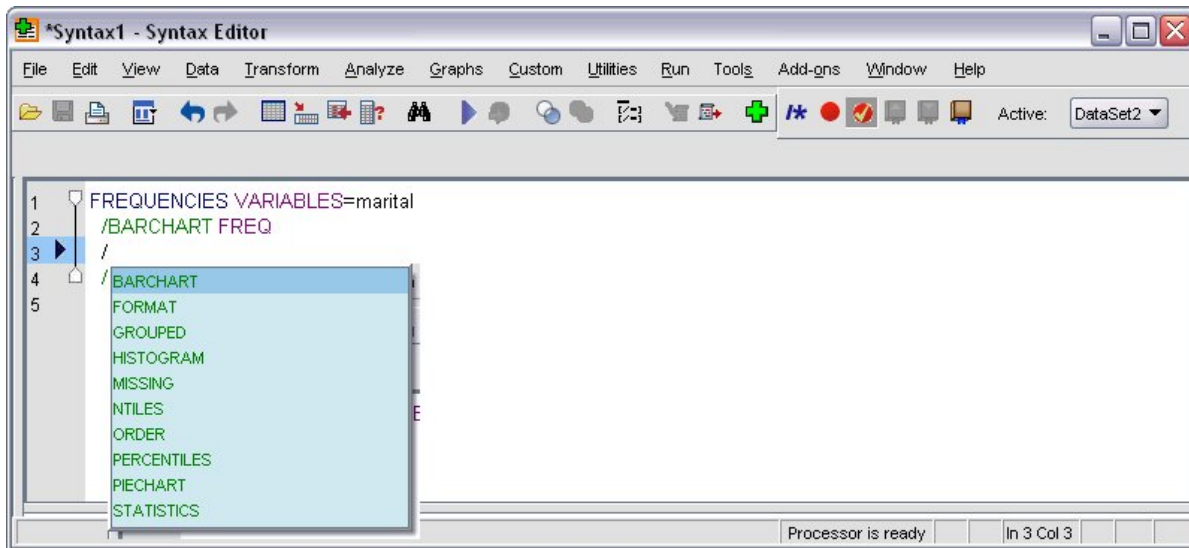 *Syntax1 - Syntax Editor
File Edit View Data Transform Analyze Graphs Custom Utilities Run Tools Add-ons Window Help
Active: DataSet2
1 FREQUENCIES VARIABLES=marital
2 /BARCHART FREQ
3 /
4 /
5
BARCHART
FORMAT
GROUPED
HISTOGRAM
MISSING
NTILES
ORDER
PERCENTILES
PIECHART
STATISTICS
Processor is ready In 3 Col 3